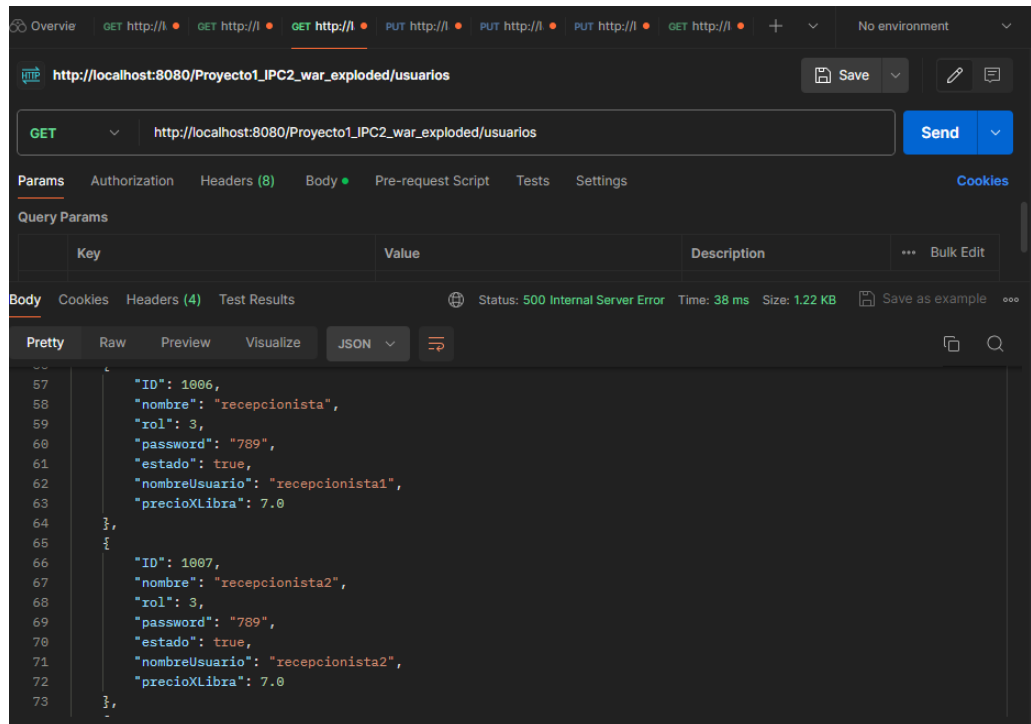 Overvie GET http://l. GET http://l GET http://l. PUT http://l. PUT http://l. PUT http://l GET http://l. No environment
HTTP http://localhost:8080/Proyecto1_IPC2_war_exploded/usuarios Save
GET http://localhost:8080/Proyecto1_IPC2_war_exploded/usuarios Send
Params Authorization Headers (8) Body Pre-request Script Tests Settings Cookies
Query Params
Key Value Description ••• Bulk Edit
Body Cookies Headers (4) Test Results Status: 500 Internal Server Error Time: 38 ms Size: 1.22 KB Save as example
Pretty Raw Preview Visualize JSON
57 "ID": 1006,
58 "nombre": "recepcionista",
59 "rol": 3,
60 "password": "789",
61 "estado": true,
62 "nombreUsuario": "recepcionista1",
63 "precioXLibra": 7.0
64 },
65 {
66 "ID": 1007,
67 "nombre": "recepcionista2",
68 "rol": 3,
69 "password": "789",
70 "estado": true,
71 "nombreUsuario": "recepcionista2",
72 "precioXLibra": 7.0
73 },